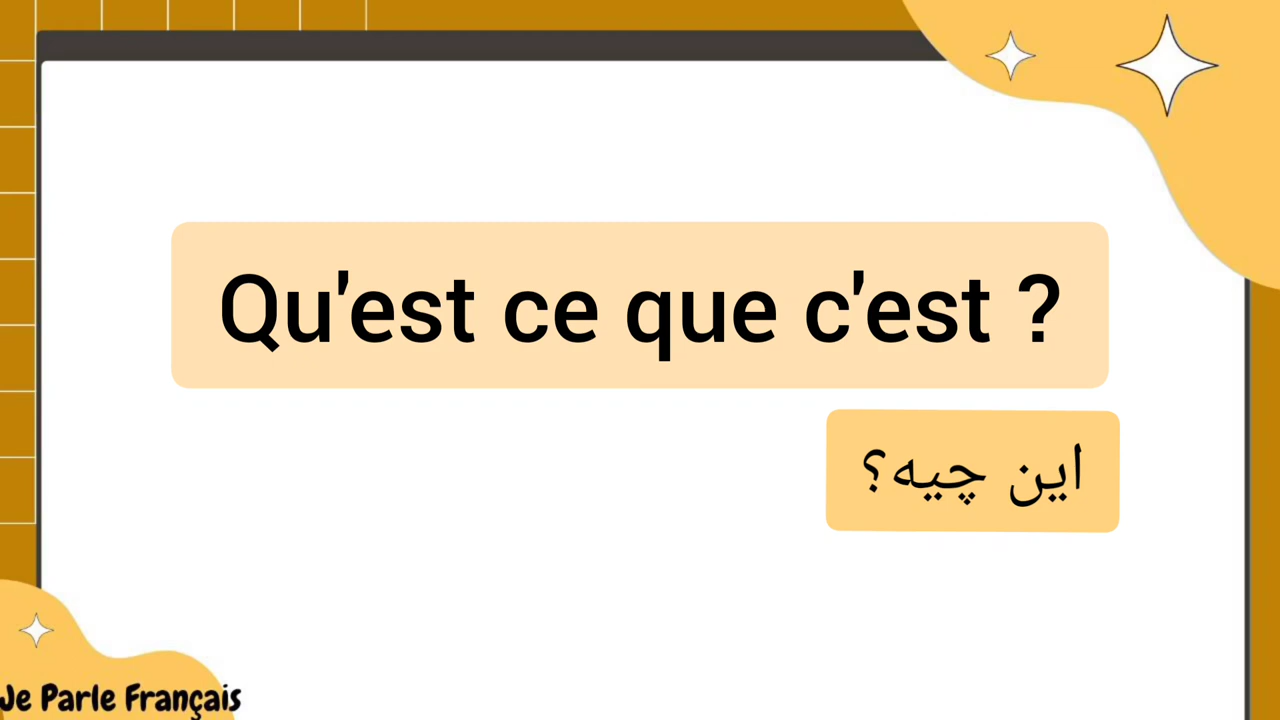 Qu'est ce que c'est ?
این چیه؟
Je Parle Français